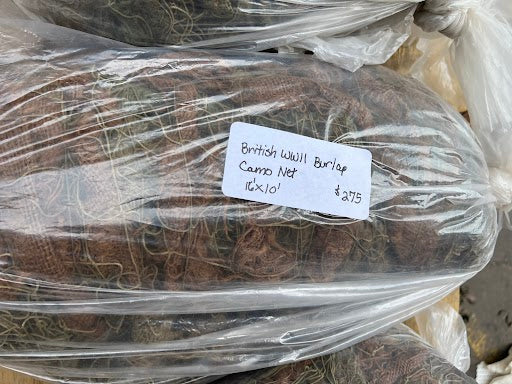 British WWII Burlap
Camo Net
16'x10'
$275